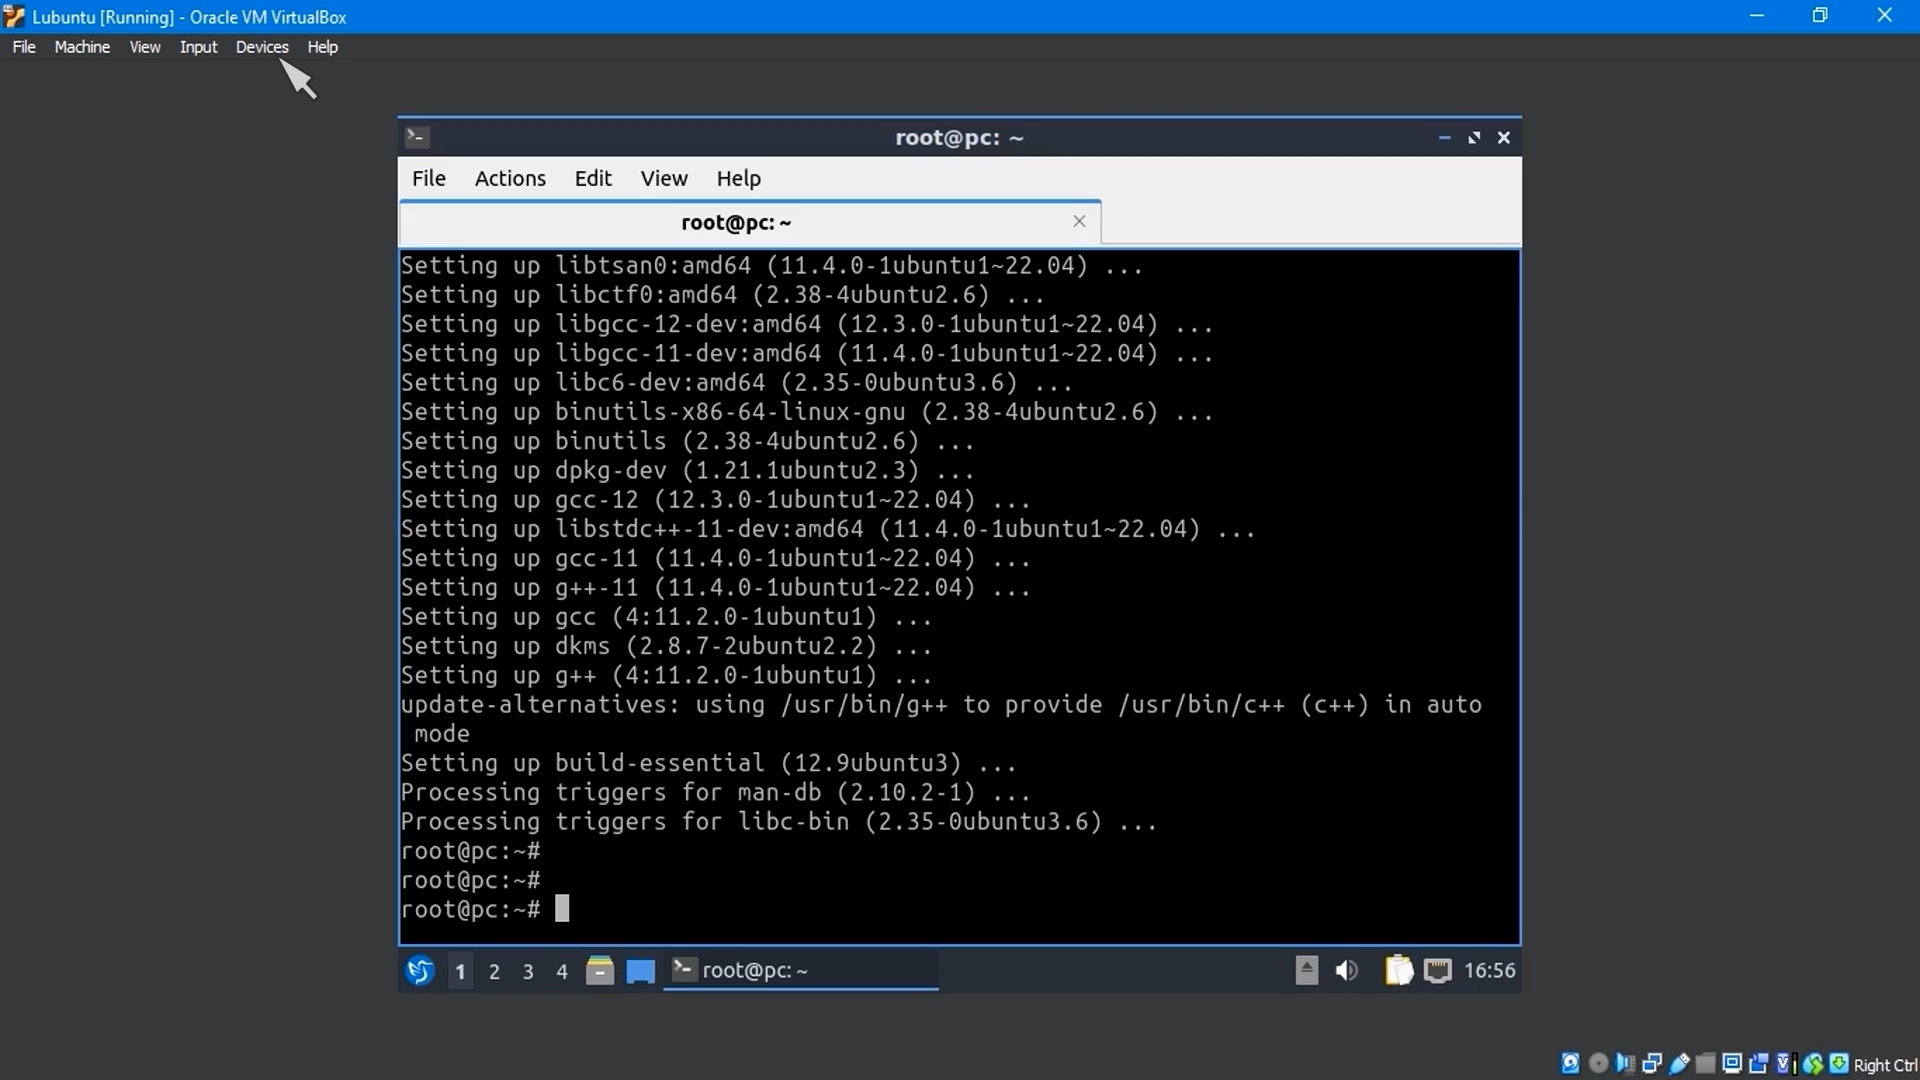 Lubuntu [Running] - Oracle VM VirtualBox
File Machine View Input Devices Help
root@pc: ~
File Actions Edit View Help
root@pc: ~
Setting up libtsan0:amd64 (11.4.0-1ubuntu1~22.04) ...
Setting up libctf0:amd64 (2.38-4ubuntu2.6) ...
Setting up libgcc-12-dev:amd64 (12.3.0-1ubuntu1~22.04) ...
Setting up libgcc-11-dev:amd64 (11.4.0-1ubuntu1~22.04) ...
Setting up libc6-dev:amd64 (2.35-0ubuntu3.6) ...
Setting up binutils-x86-64-linux-gnu (2.38-4ubuntu2.6) ...
Setting up binutils (2.38-4ubuntu2.6) ...
Setting up dpkg-dev (1.21.1ubuntu2.3) ...
Setting up gcc-12 (12.3.0-1ubuntu1~22.04) ...
Setting up libstdc++-11-dev:amd64 (11.4.0-1ubuntu1~22.04) ...
Setting up gcc-11 (11.4.0-1ubuntu1~22.04) ...
Setting up g++-11 (11.4.0-1ubuntu1~22.04) ...
Setting up gcc (4:11.2.0-1ubuntu1) ...
Setting up dkms (2.8.7-2ubuntu2.2) ...
Setting up g++ (4:11.2.0-1ubuntu1) ...
update-alternatives: using /usr/bin/g++ to provide /usr/bin/c++ (c++) in auto
mode
Setting up build-essential (12.9ubuntu3) ...
Processing triggers for man-db (2.10.2-1) ...
Processing triggers for libc-bin (2.35-0ubuntu3.6) ...
root@pc:~#
root@pc:~#
root@pc:~#
1 2 3 4 root@pc: ~ 16:56
Right Ctrl